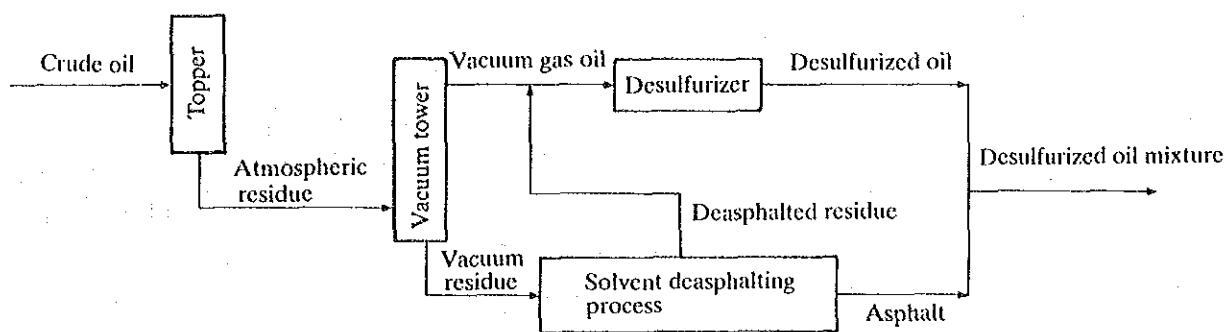 Crude oil
Topper
Atmospheric
residue
Vacuum tower
Vacuum gas oil
Desulfurizer
Desulfurized oil
Desulfurized oil mixture
Deasphalted residue
Vacuum
residue
Solvent deasphalting
process
Asphalt